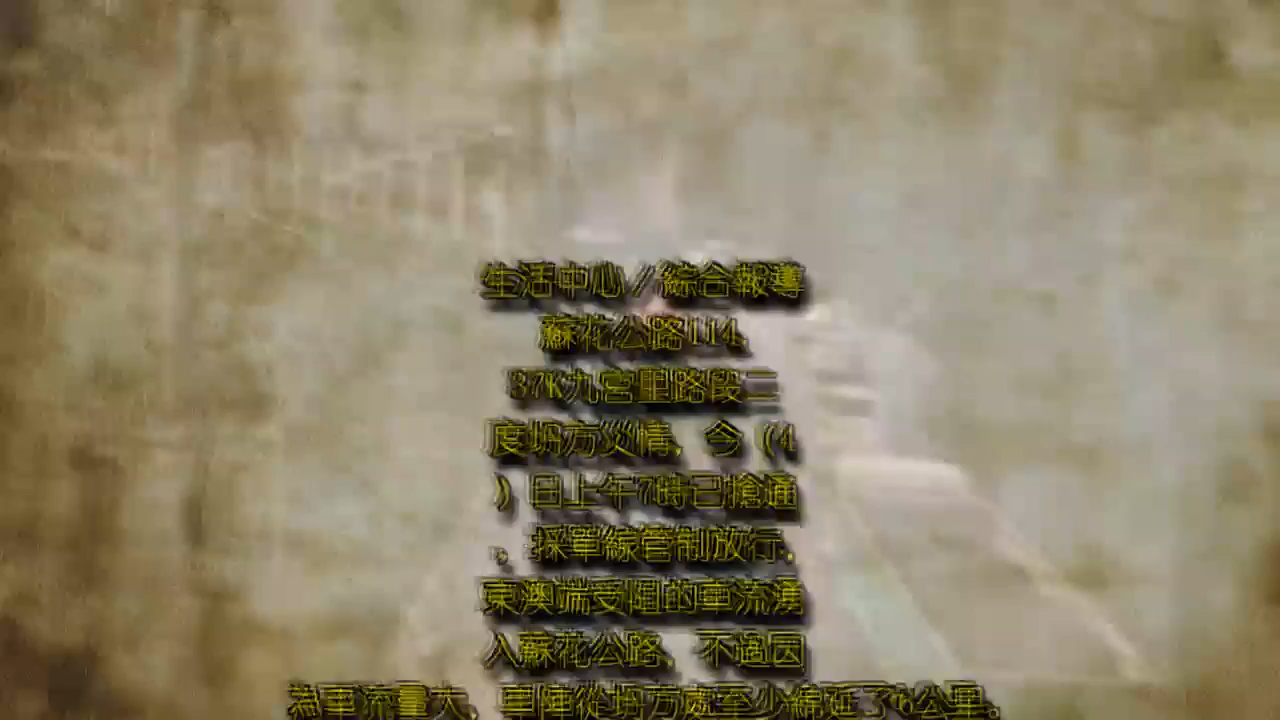 生活中心／綜合報導
蘇花公路114.
87K九宮里路段二
度坍方災情，今（4
）日上午7時已搶通
，採單線管制放行，
東澳端受阻的車流湧
入蘇花公路，不過因
為車流量大，車陣從坍方處至少綿延了6公里。